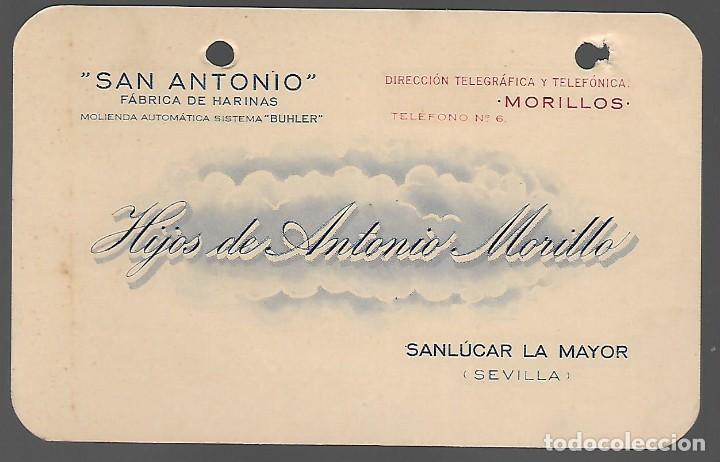 "SAN ANTONIO"
FÁBRICA DE HARINAS
MOLIENDA AUTOMÁTICA SISTEMA "BUHLER"
DIRECCIÓN TELEGRÁFICA Y TELEFÓNICA:
·MORILLOS·
TELÉFONO Nº 6.
Hijos de Antonio Morillo
SANLÚCAR LA MAYOR
(SEVILLA)
todocoleccion